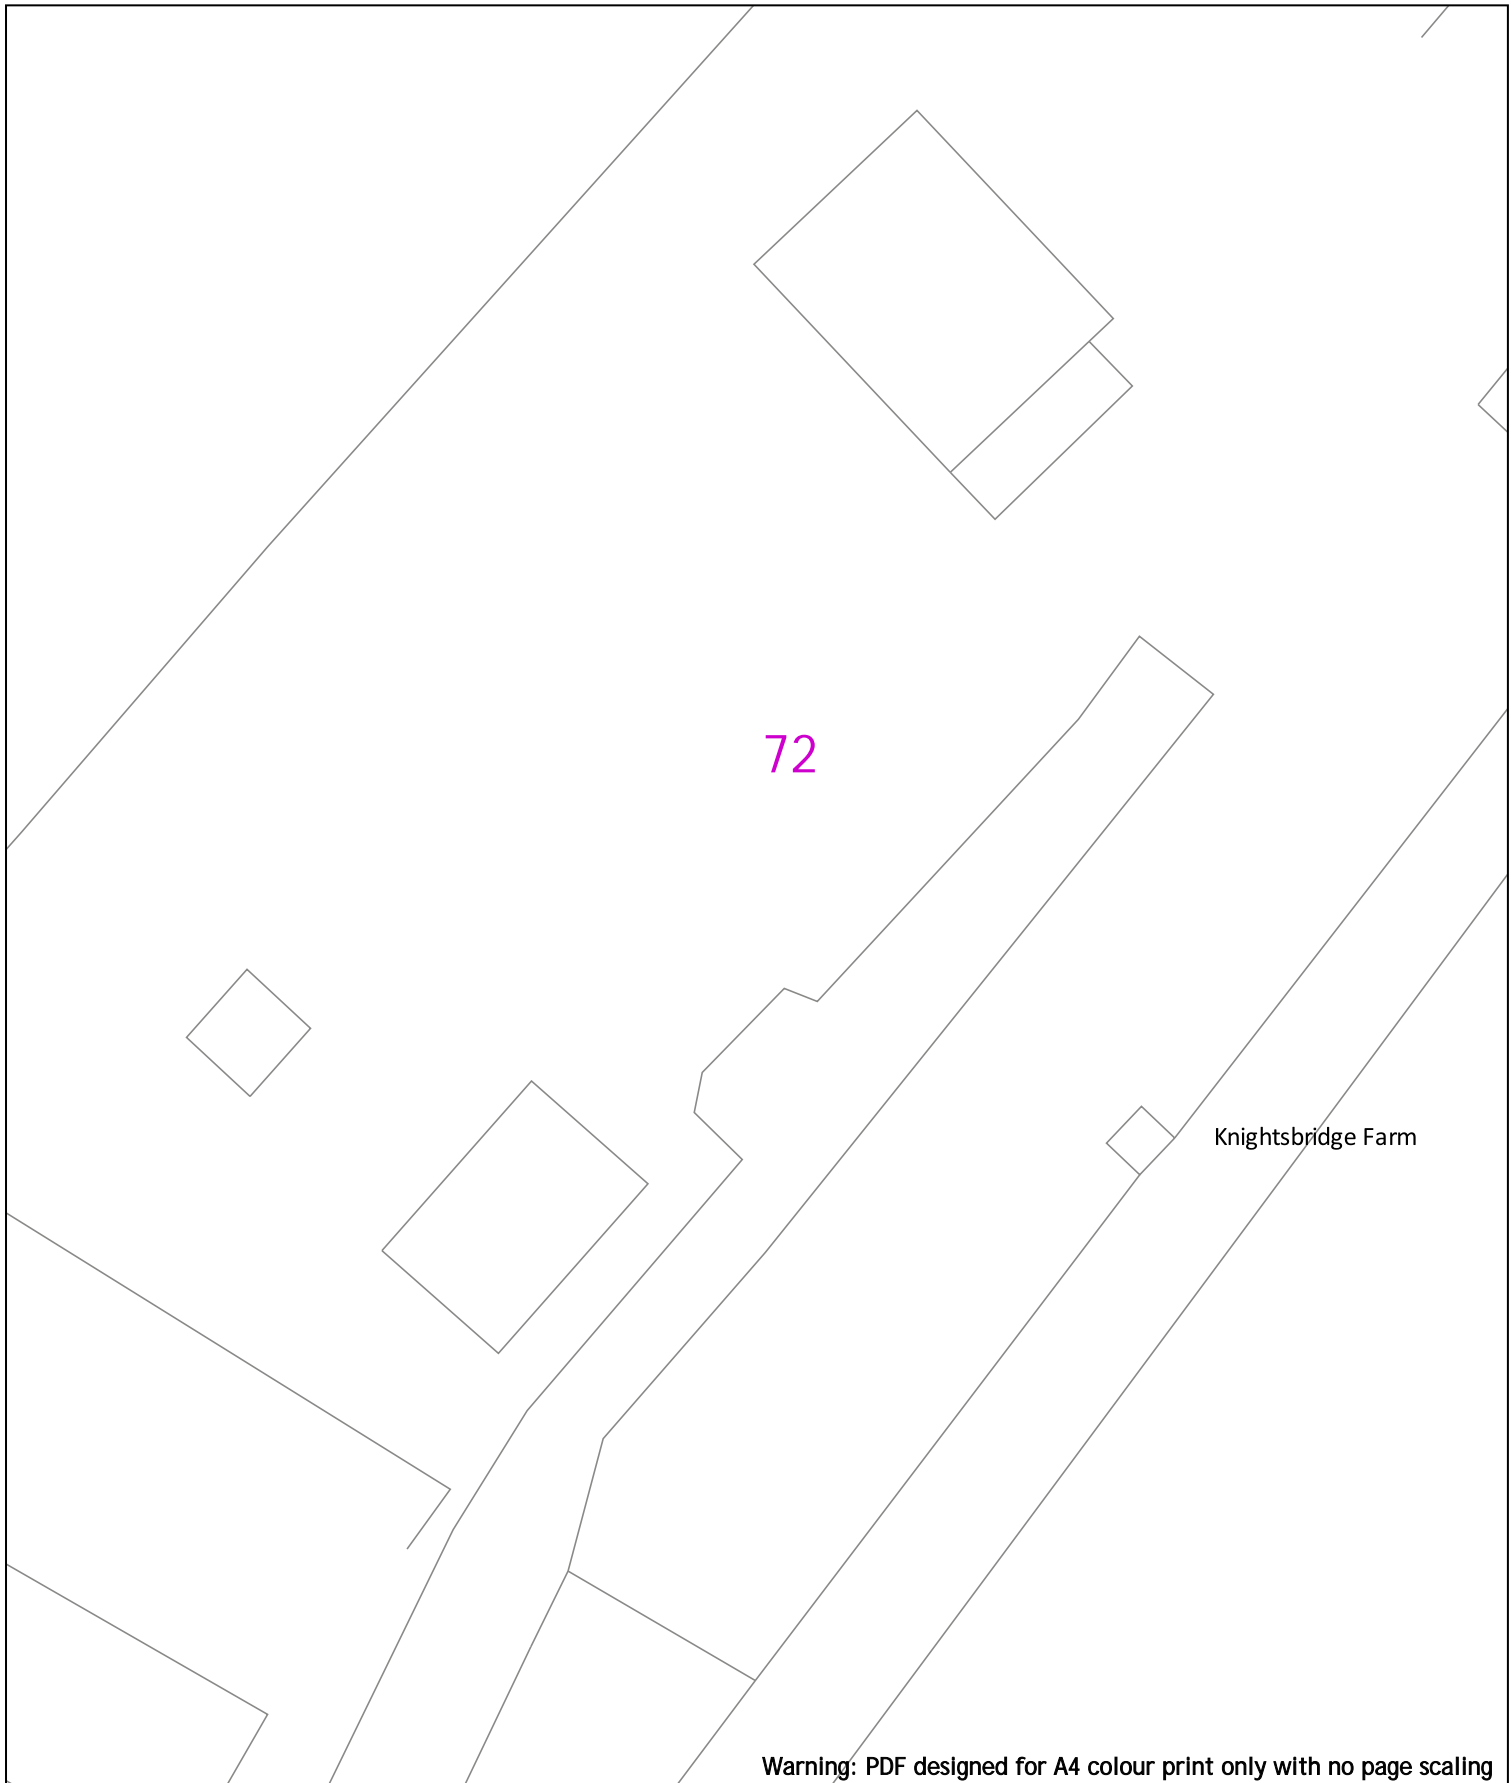 72
Knightsbridge Farm
Warning: PDF designed for A4 colour print only with no page scaling